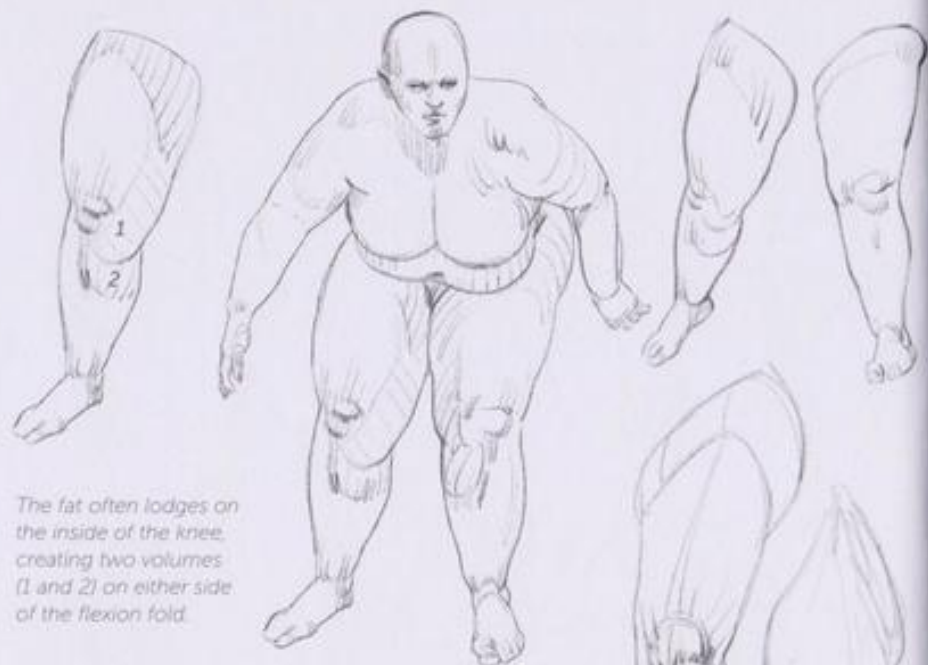 1
2
The fat often lodges on
the inside of the knee,
creating two volumes
(1 and 2) on either side
of the flexion fold.